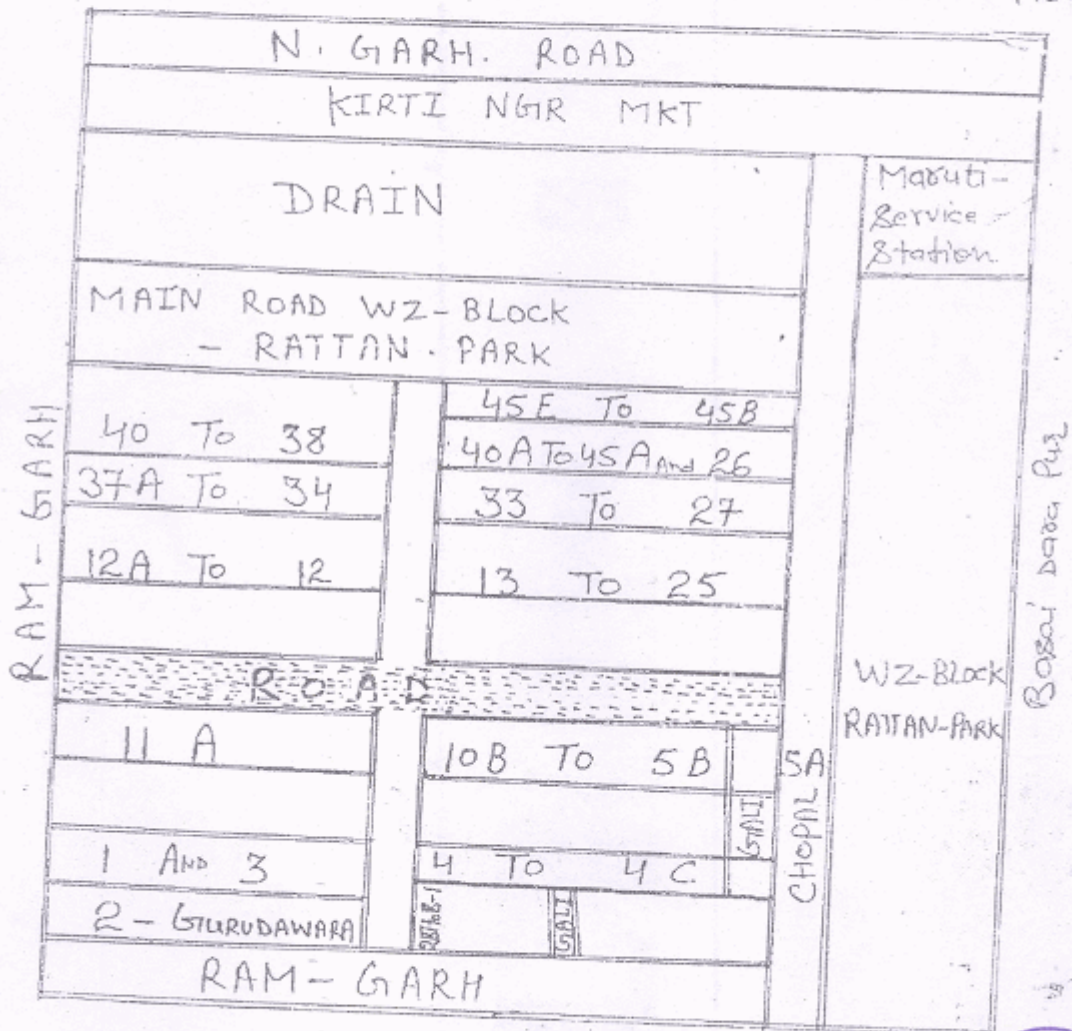 N. GARH. ROAD
KIRTI NGR MKT
DRAIN
Maruti-
Service-
Station
MAIN ROAD WZ-BLOCK
- RATTAN. PARK
45E To 45B
40 To 38
40A To 45A And 26
37A To 34
33 To 27
12A To 12
13 To 25
RAM-GARH
ROAD
WZ-BLOCK
RATTAN-PARK
Basai Dara Pur
11 A
10B To 5B
5A
GALI
CHOPAL
1 AND 3
4 To 4C
2-GURUDAWARA
GALI
RAM-GARH